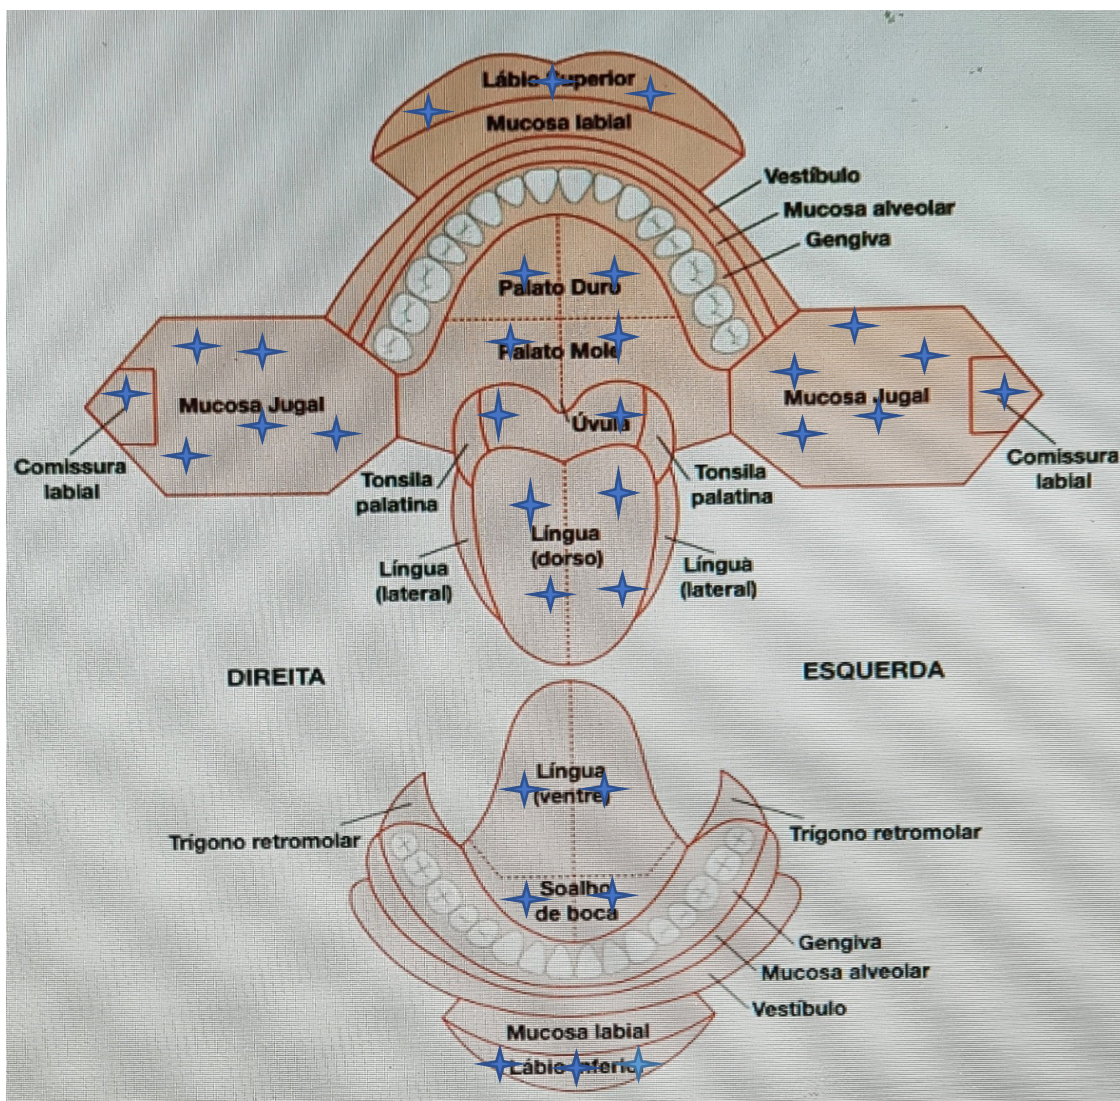 Lábio Superior
Mucosa labial
Vestíbulo
Mucosa alveolar
Gengiva
Palato Duro
Palato Mole
Mucosa Jugal
Mucosa Jugal
Úvula
Comissura
labial
Tonsila
palatina
Tonsila
palatina
Comissura
labial
Língua
(dorso)
Língua
(lateral)
Língua
(lateral)
DIREITA
ESQUERDA
Língua
(ventre)
Trígono retromolar
Trígono retromolar
Soalho
de boca
Gengiva
Mucosa alveolar
Vestíbulo
Mucosa labial
Lábio Inferior